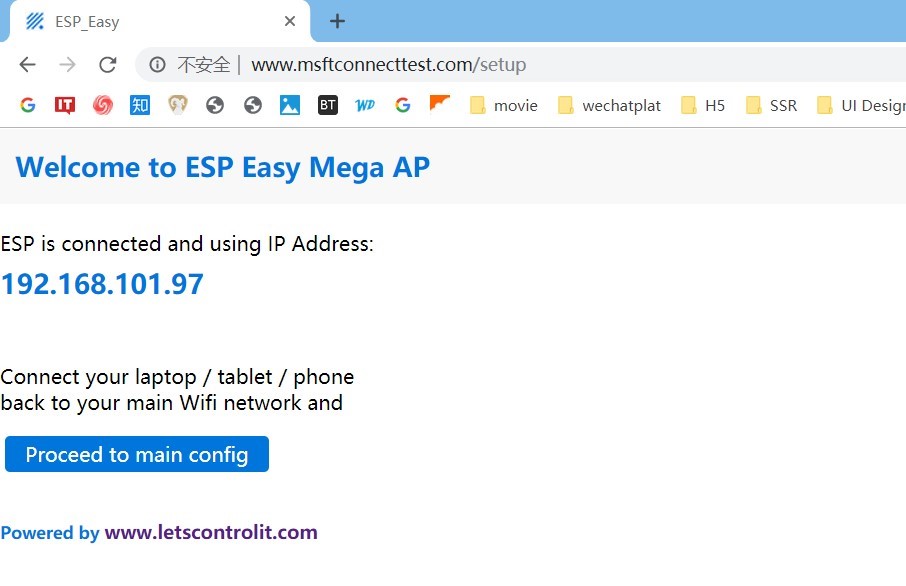 ESP_Easy
不安全 | www.msftconnecttest.com/setup
G IT 知 BT WD G movie wechatplat H5 SSR UI Design
Welcome to ESP Easy Mega AP
ESP is connected and using IP Address:
192.168.101.97
Connect your laptop / tablet / phone
back to your main Wifi network and
Proceed to main config
Powered by www.letscontrolit.com